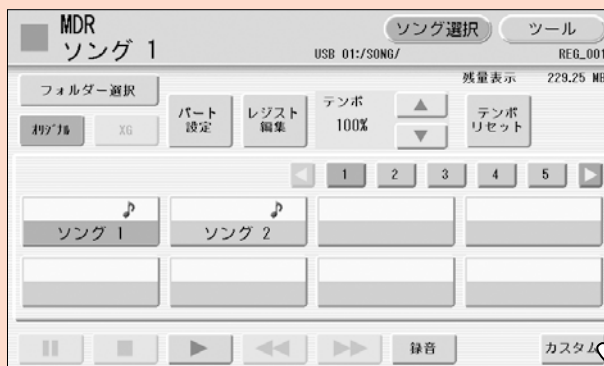 MDR
ソング 1
ソング選択
ツール
USB 01:/SONG/
REG_001
残量表示 229.25 MB
フォルダー選択
オリジナル
XG
パート
設定
レジスト
編集
テンポ
100%
テンポ
リセット
1 2 3 4 5
ソング 1
ソング 2
録音
カスタム